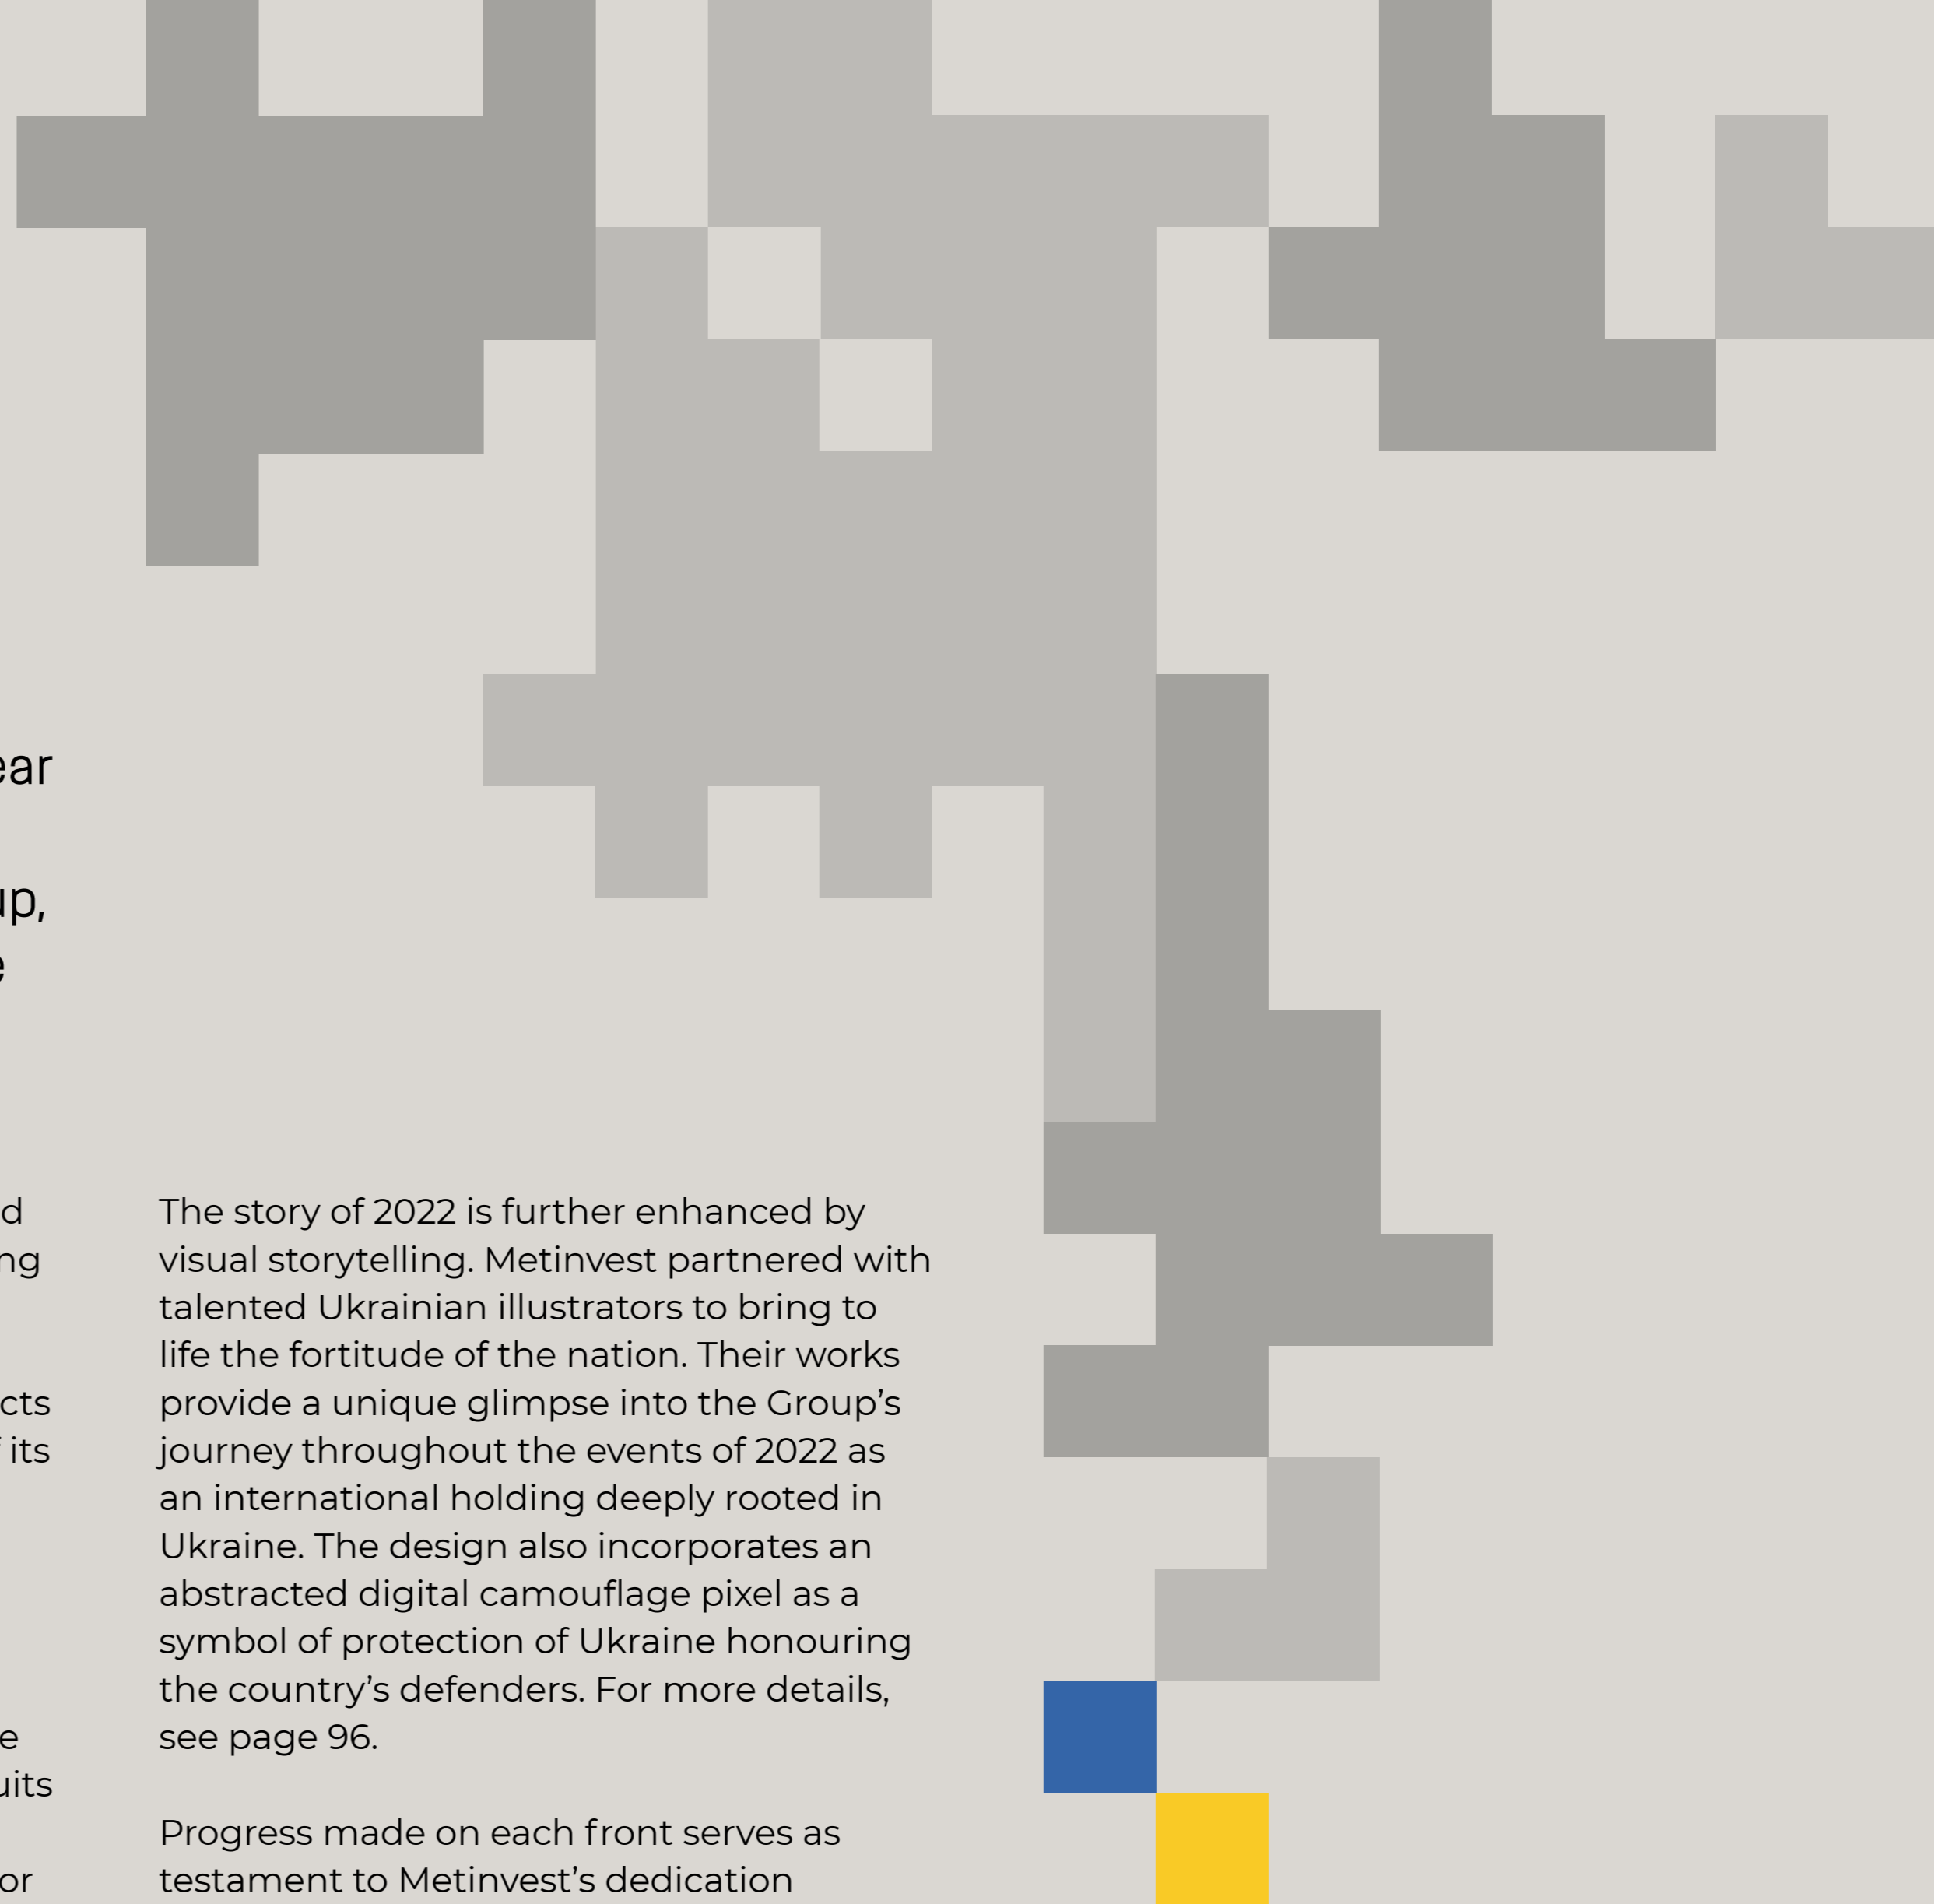 up,
d
its
The story of 2022 is further enhanced by
visual storytelling. Metinvest partnered with
talented Ukrainian illustrators to bring to
life the fortitude of the nation. Their works
provide a unique glimpse into the Group’s
journey throughout the events of 2022 as
an international holding deeply rooted in
Ukraine. The design also incorporates an
abstracted digital camouflage pixel as a
symbol of protection of Ukraine honouring
the country’s defenders. For more details,
see page 96.
Progress made on each front serves as
testament to Metinvest’s dedication